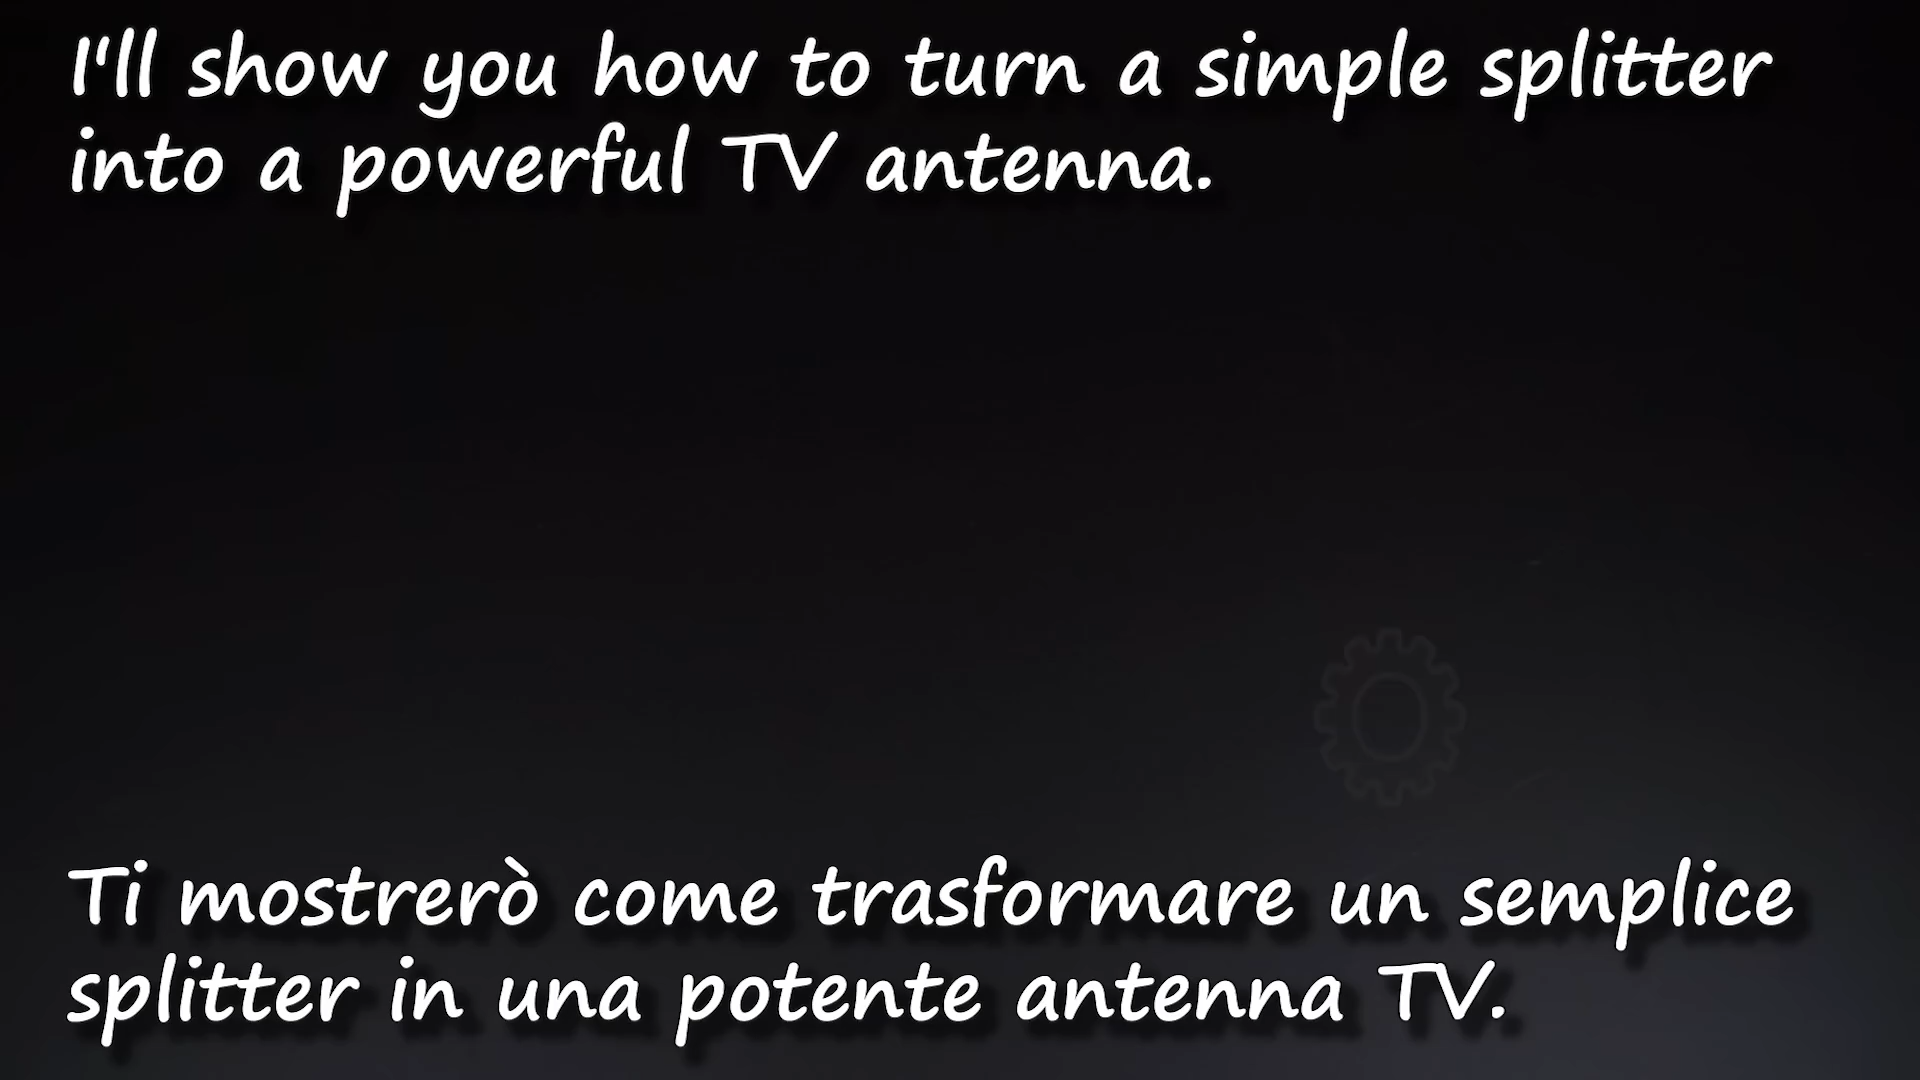 I'll show you how to turn a simple splitter
into a powerful TV antenna.
Ti mostrerò come trasformare un semplice
splitter in una potente antenna TV.